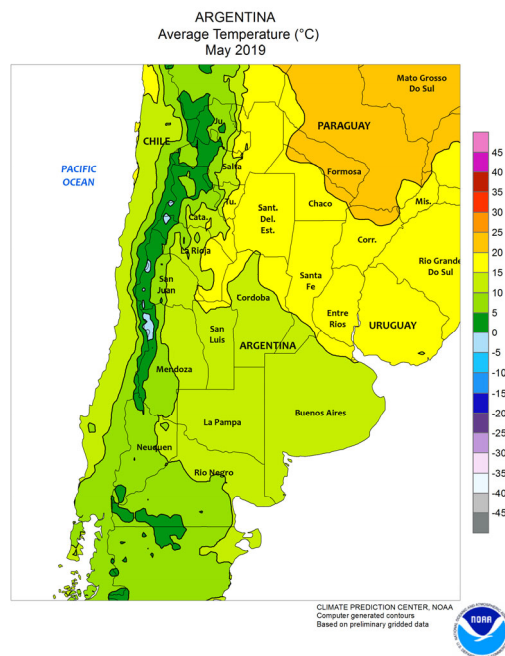 ARGENTINA
Average Temperature (°C)
May 2019
Mato Grosso
Do Sul
Ju.
PARAGUAY
CHILE
PACIFIC
OCEAN
Salta
Formosa
Tu.
Chaco
Mis.
Sant.
Del.
Est.
Cata.
Corr.
La Rioja
Rio Grande
Do Sul
San
Juan
Santa
Fe
Cordoba
Entre
Rios
URUGUAY
San
Luis
ARGENTINA
Mendoza
La Pampa
Buenos Aires
Neuquen
Rio Negro
45
40
35
30
25
20
15
10
5
0
-5
-10
-15
-20
-25
-30
-35
-40
-45
CLIMATE PREDICTION CENTER, NOAA
Computer generated contours
Based on preliminary gridded data
NOAA